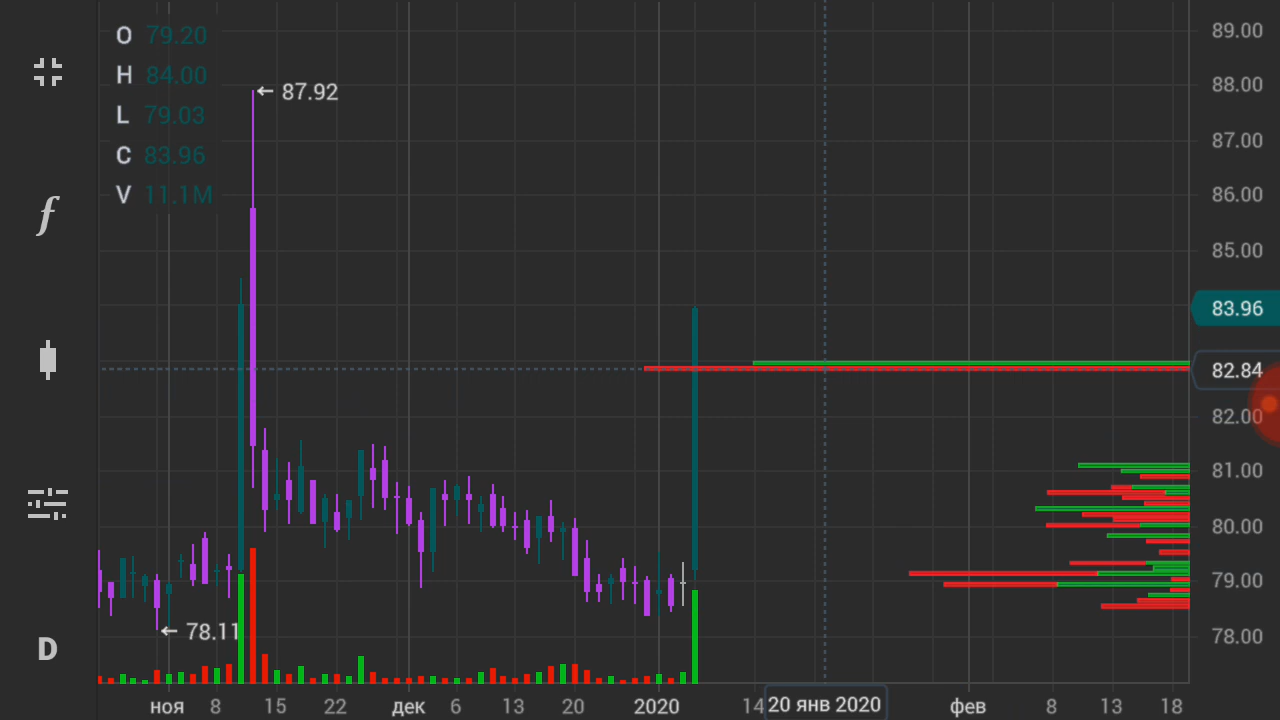 O 79.20
H 84.00
L 79.03
C 83.96
V 11.1M
← 87.92
← 78.11
f
D
89.00
88.00
87.00
86.00
85.00
83.96
82.84
82.00
81.00
80.00
79.00
78.00
ноя 8 15 22 дек 6 13 20 2020 14 20 янв 2020 фев 8 13 18